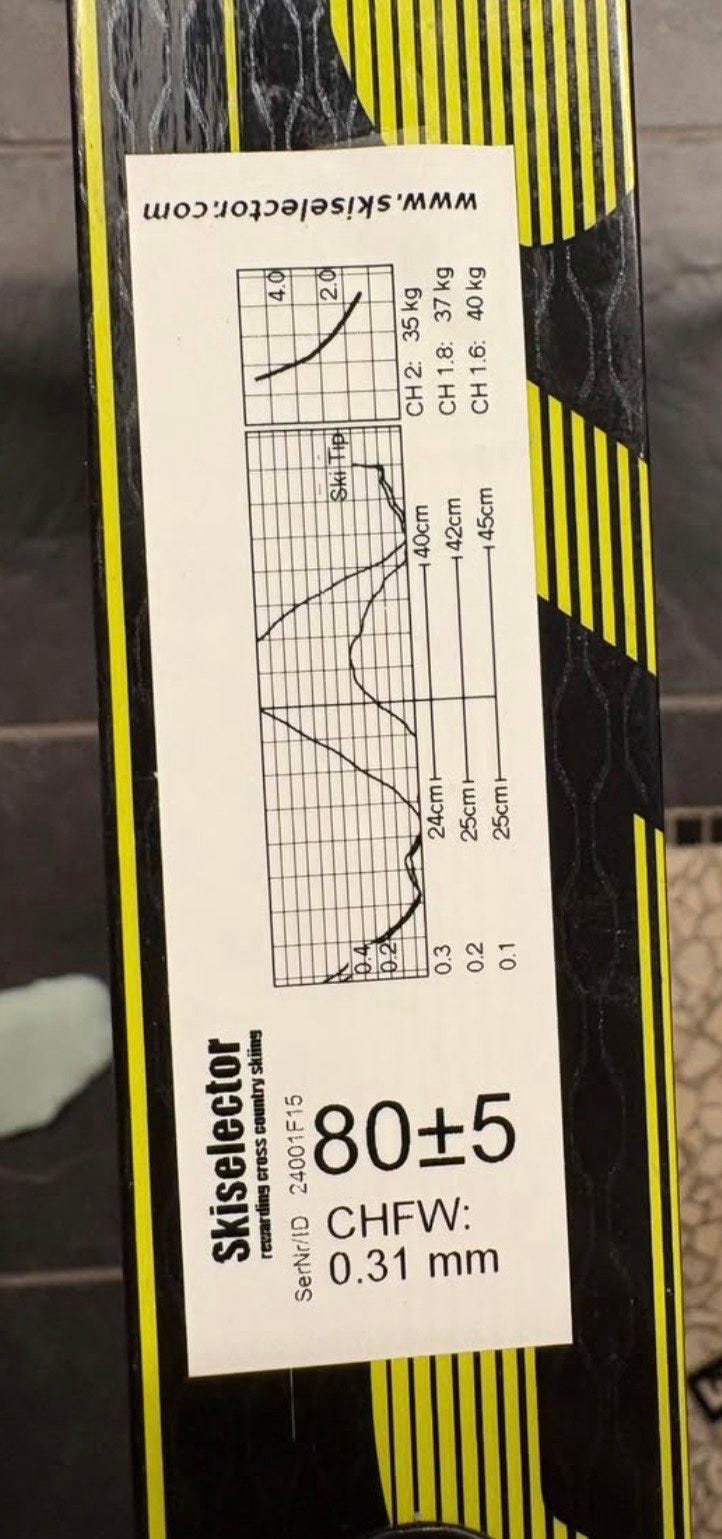 Skiselector
rewarding cross country skiing
SerNr/ID 24001F15
80±5
CHFW:
0.31 mm
0.4
0.2
Ski Tip
0.3 24cm 40cm
0.2 25cm 42cm
0.1 25cm 45cm
4.0
2.0
CH 2: 35 kg
CH 1.8: 37 kg
CH 1.6: 40 kg
www.skiselector.com